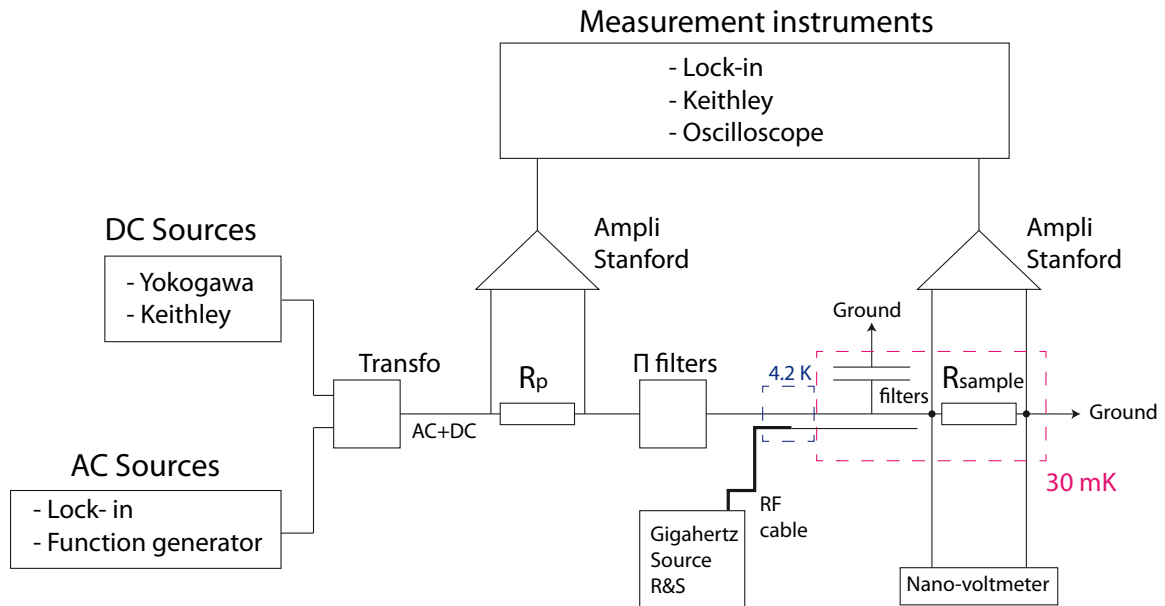 Measurement instruments
- Lock-in
- Keithley
- Oscilloscope
DC Sources
- Yokogawa
- Keithley
Ampli
Stanford
Ampli
Stanford
Ground
Transfo
Rp
Π filters
4.2 K
filters
Rsample
Ground
AC+DC
AC Sources
- Lock- in
- Function generator
30 mK
RF
cable
Gigahertz
Source
R&S
Nano-voltmeter